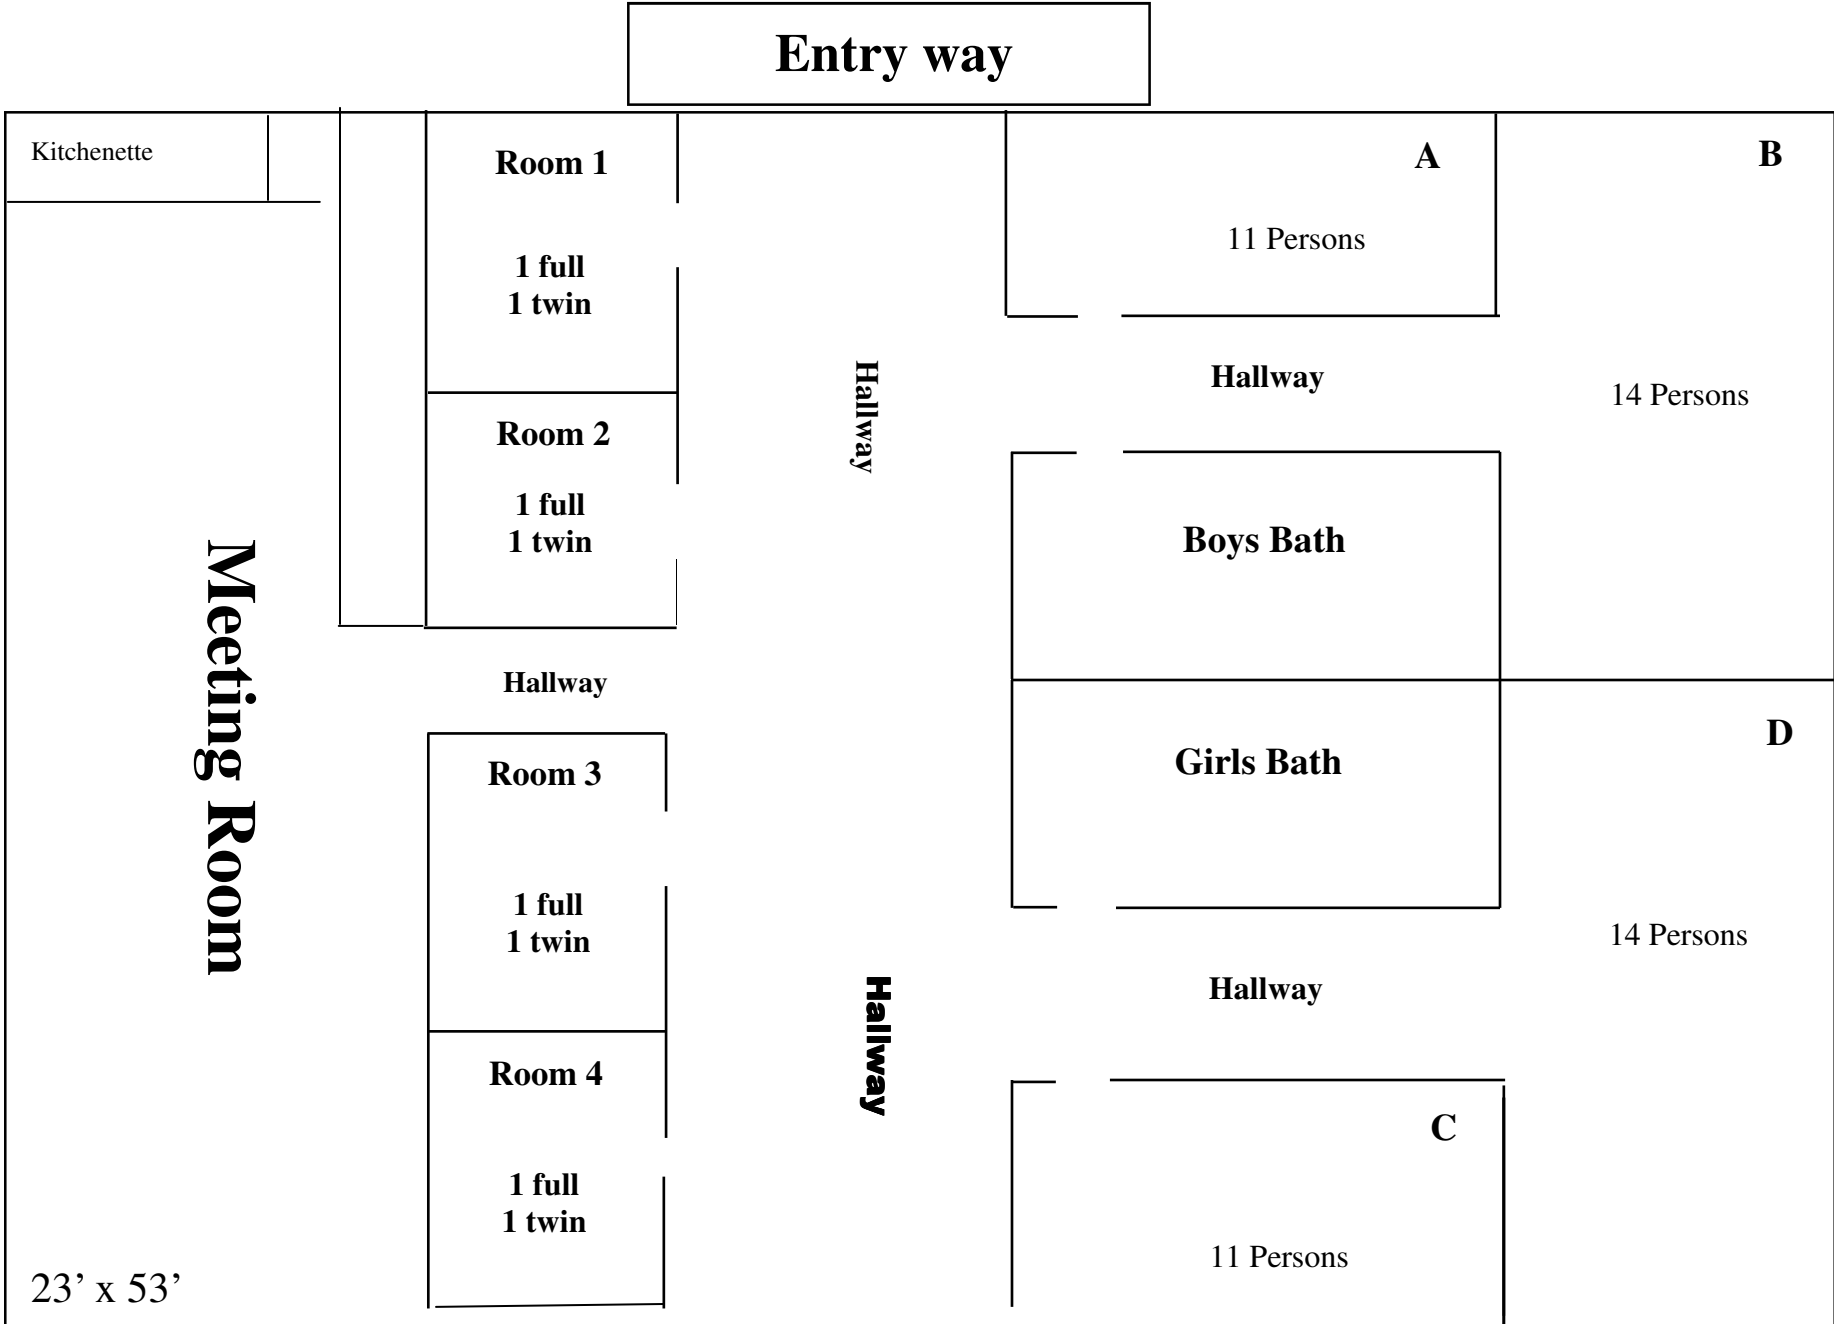 Entry way
Kitchenette
Room 1
1 full
1 twin
A
11 Persons
B
14 Persons
Hallway
Hallway
Room 2
1 full
1 twin
Boys Bath
Meeting Room
Hallway
Room 3
1 full
1 twin
Girls Bath
D
14 Persons
Hallway
Hallway
Room 4
1 full
1 twin
C
11 Persons
23’ x 53’